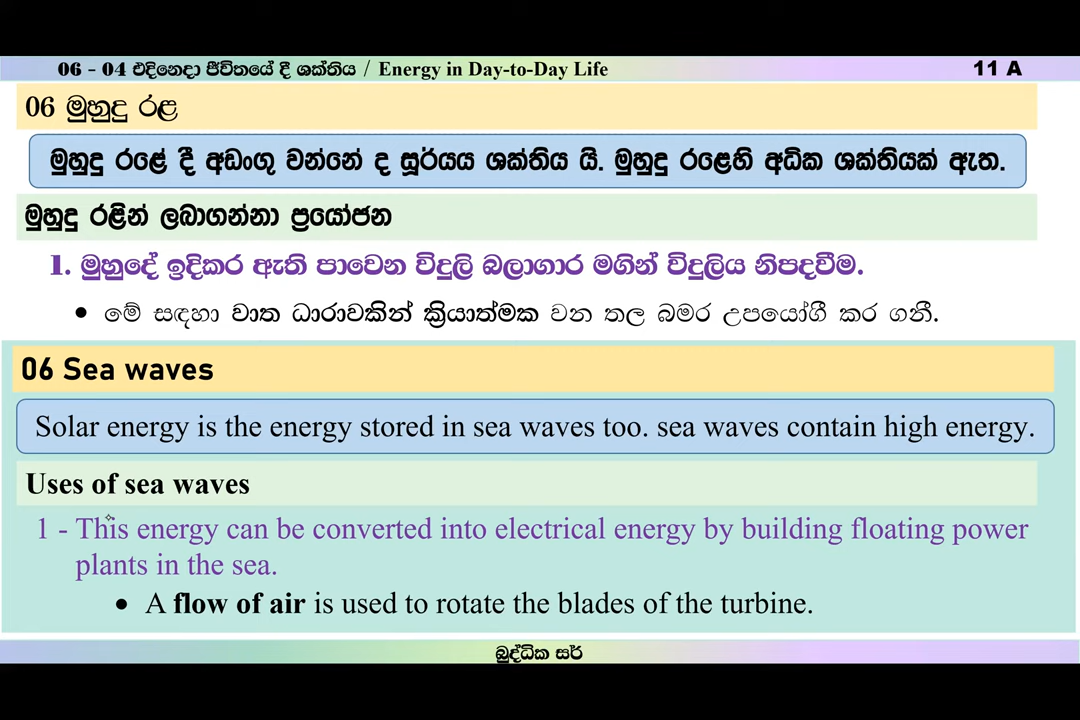 06 - 04 එදිනෙදා ජීවිතයේ දී ශක්තිය / Energy in Day-to-Day Life
11 A
06 මුහුදු රළ
මුහුදු රළේ දී අඩංගු වන්නේ ද සූර්යය ශක්තිය යි. මුහුදු රළෙහි අධික ශක්තියක් ඇත.
මුහුදු රළින් ලබාගන්නා ප්‍රයෝජන
1. මුහුදේ ඉදිකර ඇති පාවෙන විදුලි බලාගාර මගින් විදුලිය නිපදවීම.
• මේ සඳහා වාත ධාරාවකින් ක්‍රියාත්මක වන තල බමර උපයෝගී කර ගනී.
06 Sea waves
Solar energy is the energy stored in sea waves too. sea waves contain high energy.
Uses of sea waves
1 - This energy can be converted into electrical energy by building floating power
plants in the sea.
• A flow of air is used to rotate the blades of the turbine.
බුද්ධික සර්